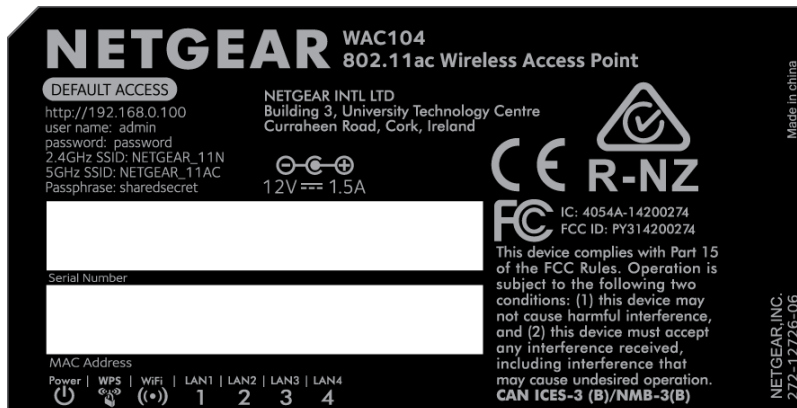 NETGEAR WAC104
802.11ac Wireless Access Point
DEFAULT ACCESS
http://192.168.0.100
user name: admin
password: password
2.4GHz SSID: NETGEAR_11N
5GHz SSID: NETGEAR_11AC
Passphrase: sharedsecret
NETGEAR INTL LTD
Building 3, University Technology Centre
Curraheen Road, Cork, Ireland
12V 1.5A
CE
R-NZ
FC
IC: 4054A-14200274
FCC ID: PY314200274
This device complies with Part 15
of the FCC Rules. Operation is
subject to the following two
conditions: (1) this device may
not cause harmful interference,
and (2) this device must accept
any interference received,
including interference that
may cause undesired operation.
CAN ICES-3 (B)/NMB-3(B)
Serial Number
MAC Address
Power | WPS | WiFi | LAN1 | LAN2 | LAN3 | LAN4
1 2 3 4
Made in china
NETGEAR,INC.
272-12726-06